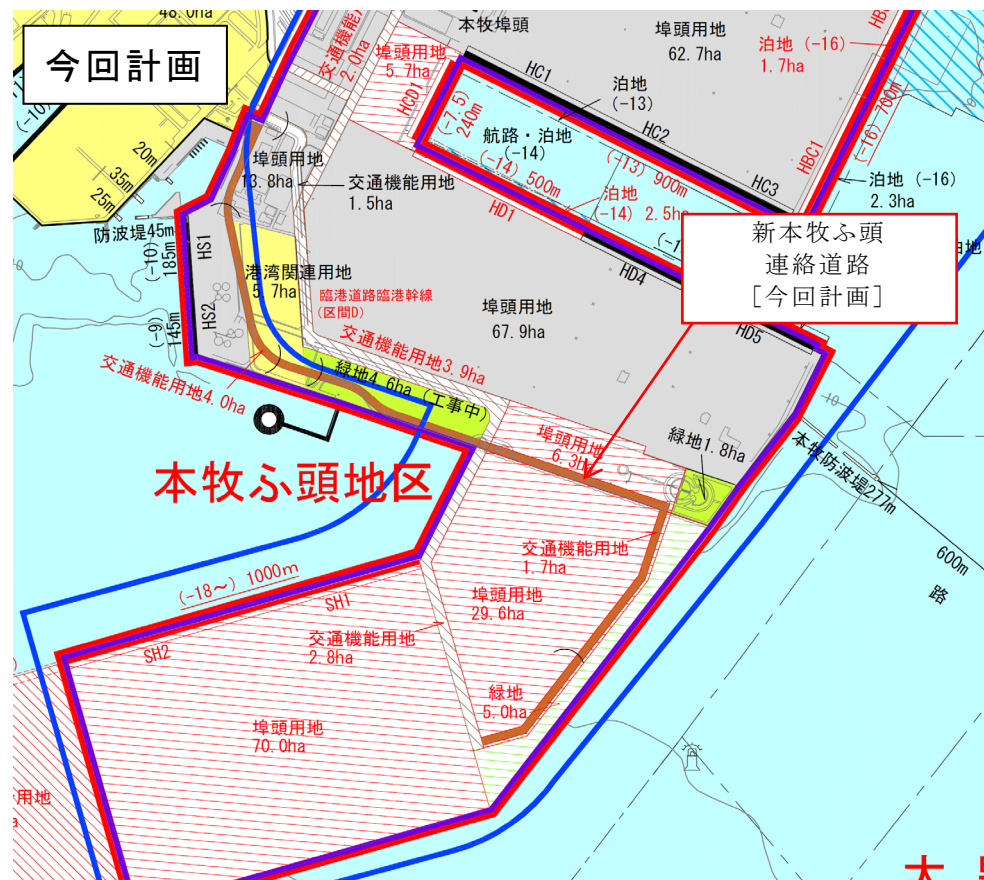 48.0ha
今回計画
交通機能用地
2.0ha
埠頭用地
5.7ha
本牧埠頭
埠頭用地
62.7ha
泊地 (-16)
1.7ha
(-16) 700m
HBC1
HC1
HC2
HC3
HCD1
(-7.5)
240m
泊地
(-13)
航路・泊地
(-14)
(-13) 900m
(-14) 500m
HD1
泊地
(-14) 2.5ha
泊地 (-16)
2.3ha
(-10)
20m
35m
25m
防波堤45m
埠頭用地
13.8ha
交通機能用地
1.5ha
新本牧ふ頭
連絡道路
[今回計画]
HD4
HD5
(-10)
185m
HS1
HS2
(-9)
145m
港湾関連用地
5.7ha
臨港道路臨港幹線
(区間D)
埠頭用地
67.9ha
交通機能用地3.9ha
交通機能用地4.0ha
緑地4.6ha (工事中)
埠頭用地
6.3ha
緑地1.8ha
本牧防波堤277m
10
600m
路
本牧ふ頭地区
交通機能用地
1.7ha
埠頭用地
29.6ha
(-18～) 1000m
SH1
SH2
交通機能用地
2.8ha
緑地
5.0ha
埠頭用地
70.0ha
用地